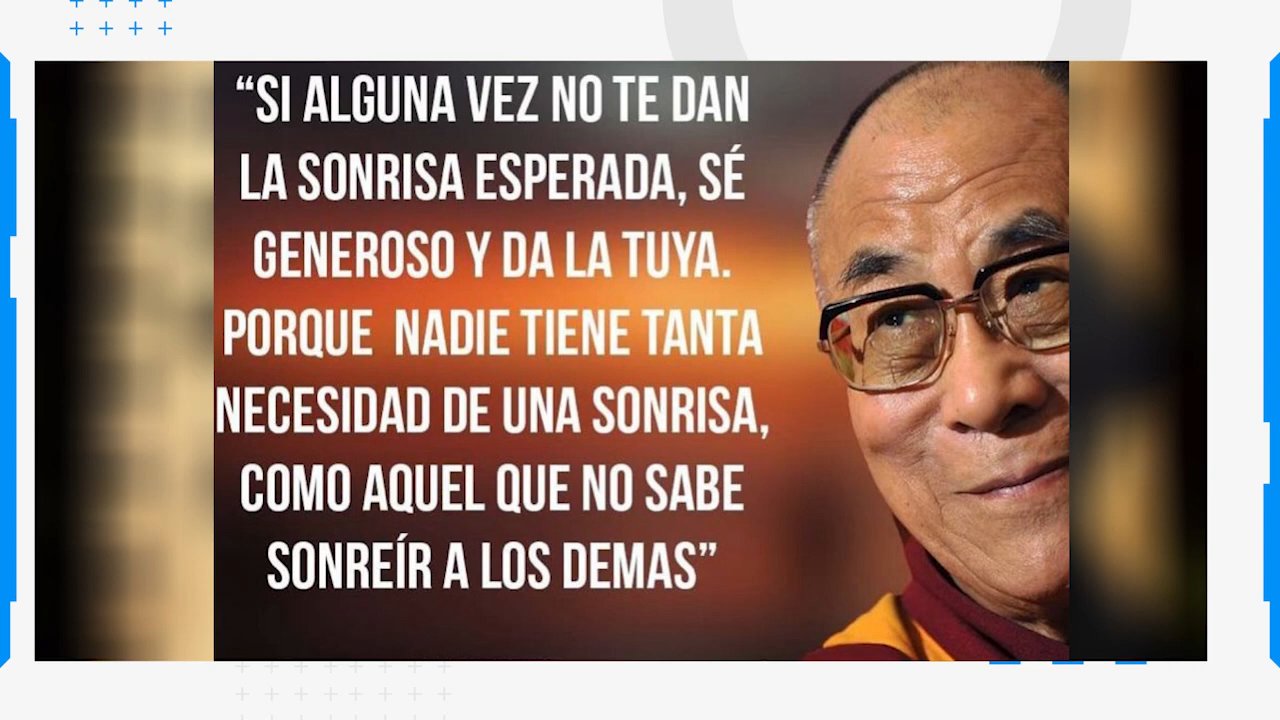 “SI ALGUNA VEZ NO TE DAN
LA SONRISA ESPERADA, SÉ
GENEROSO Y DA LA TUYA.
PORQUE NADIE TIENE TANTA
NECESIDAD DE UNA SONRISA,
COMO AQUEL QUE NO SABE
SONREÍR A LOS DEMAS”